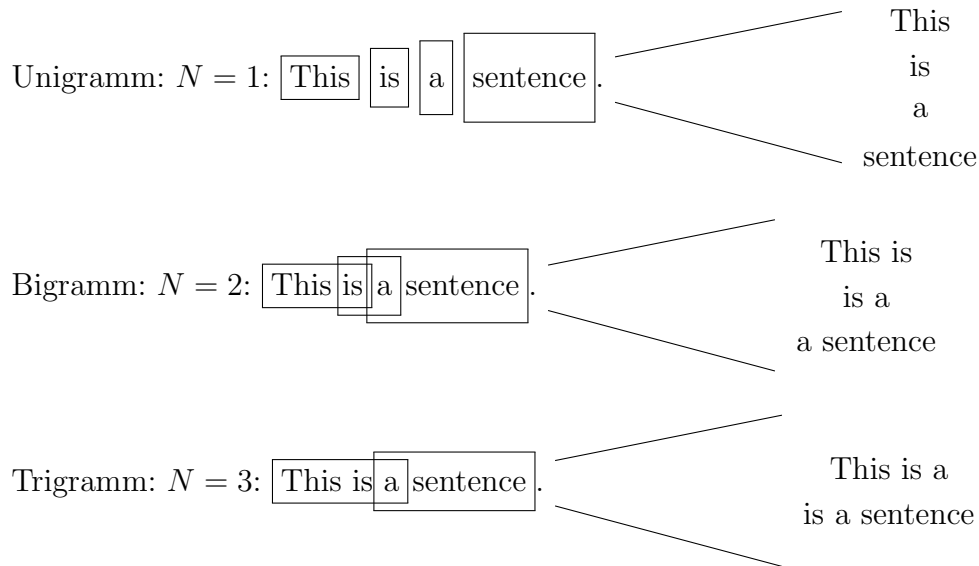 Unigramm: N = 1: This is a sentence.
This
is
a
sentence
Bigramm: N = 2: This is a sentence.
This is
is a
a sentence
Trigramm: N = 3: This is a sentence.
This is a
is a sentence